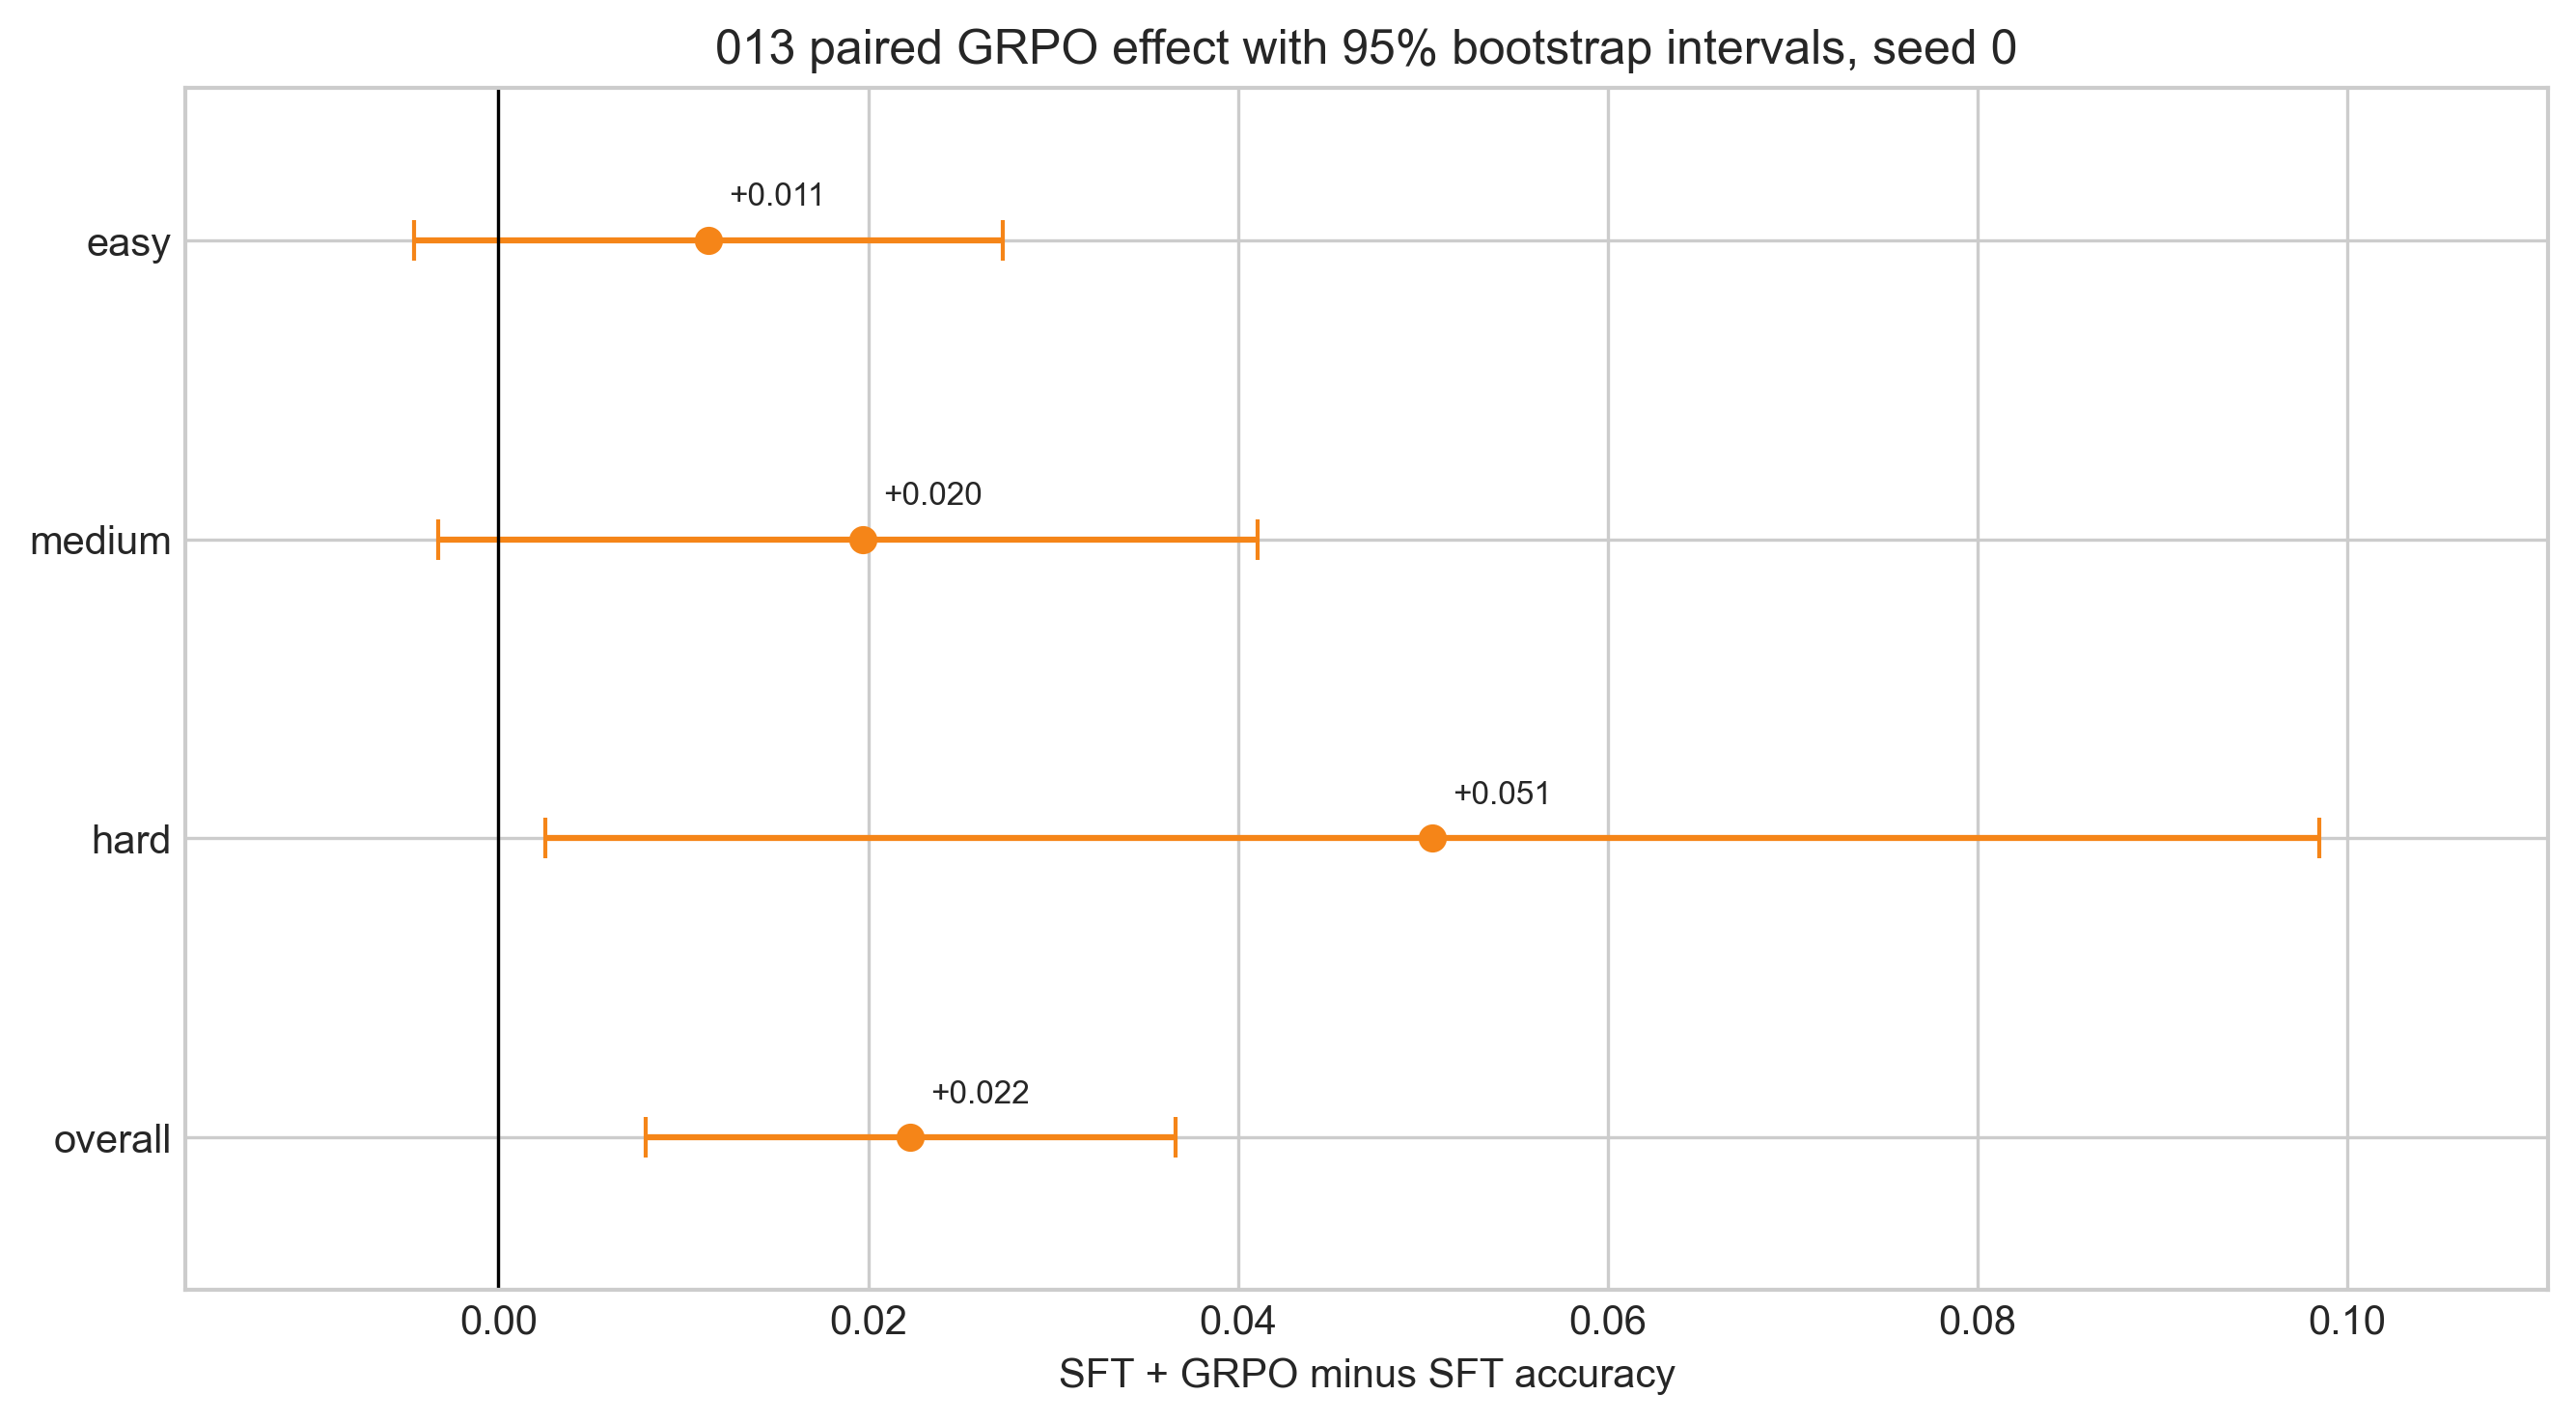 013 paired GRPO effect with 95% bootstrap intervals, seed 0
easy
+0.011
medium
+0.020
hard
+0.051
overall
+0.022
0.00 0.02 0.04 0.06 0.08 0.10
SFT + GRPO minus SFT accuracy